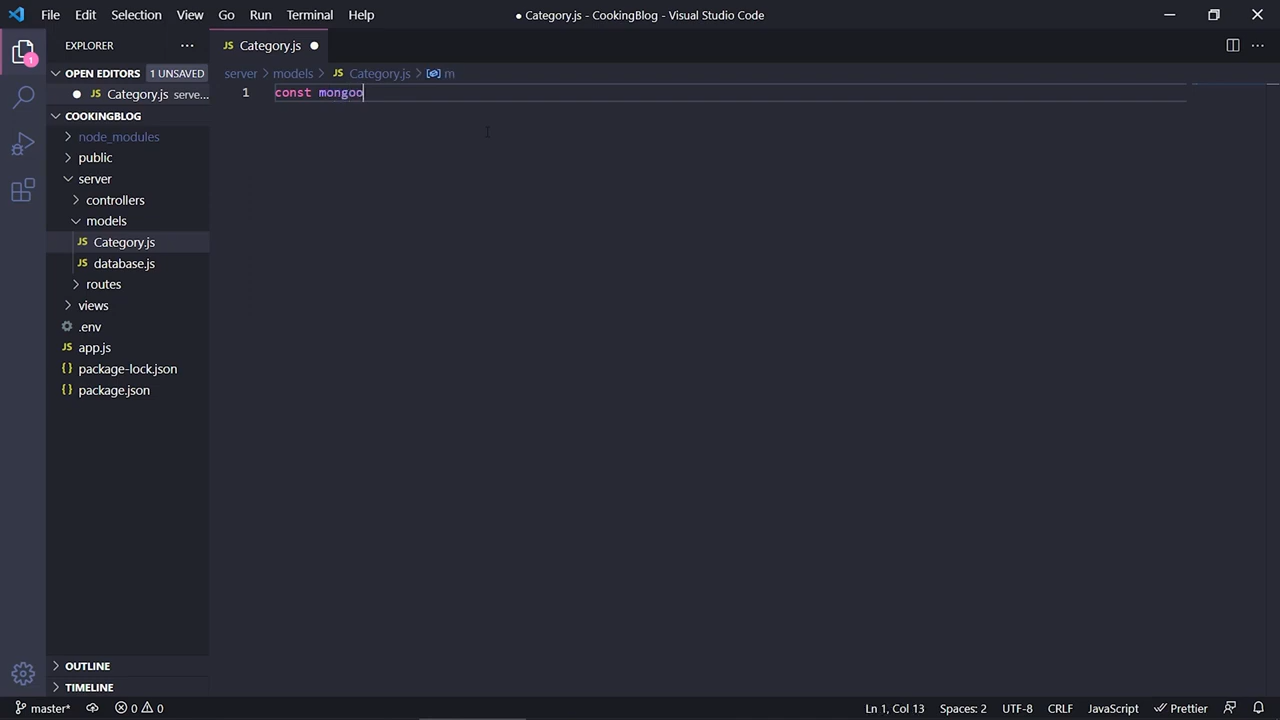 File Edit Selection View Go Run Terminal Help
● Category.js - CookingBlog - Visual Studio Code
EXPLORER
1
OPEN EDITORS 1 UNSAVED
JS Category.js serve...
COOKINGBLOG
node_modules
public
server
controllers
models
JS Category.js
JS database.js
routes
views
.env
JS app.js
{} package-lock.json
{} package.json
OUTLINE
TIMELINE
JS Category.js
server > models > JS Category.js > m
1 const mongoo
master* 0 0
Ln 1, Col 13 Spaces: 2 UTF-8 CRLF JavaScript Prettier